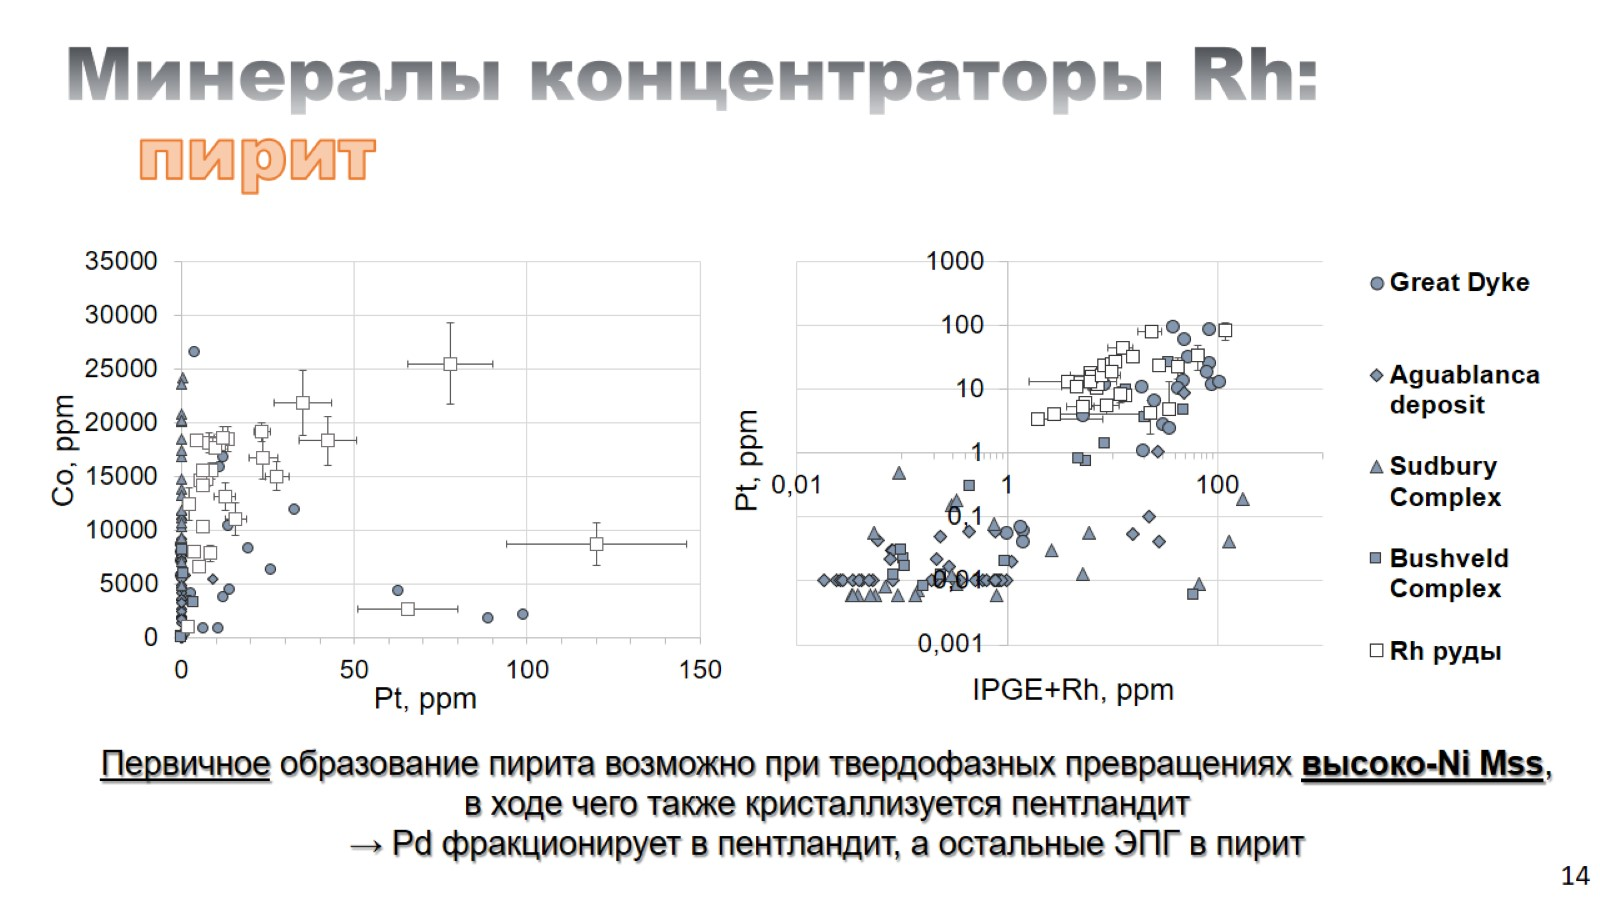 Минералы концентраторы Rh:
пирит
35000
30000
25000
20000
15000
10000
5000
0
Co, ppm
0
50
100
150
Pt, ppm
1000
100
10
1
0,1
0,01
0,001
Pt, ppm
0,01
1
100
IPGE+Rh, ppm
Great Dyke
Aguablanca
deposit
Sudbury
Complex
Bushveld
Complex
Rh руды
Первичное образование пирита возможно при твердофазных превращениях высоко-Ni Mss,
в ходе чего также кристаллизуется пентландит
→ Pd фракционирует в пентландит, а остальные ЭПГ в пирит
14